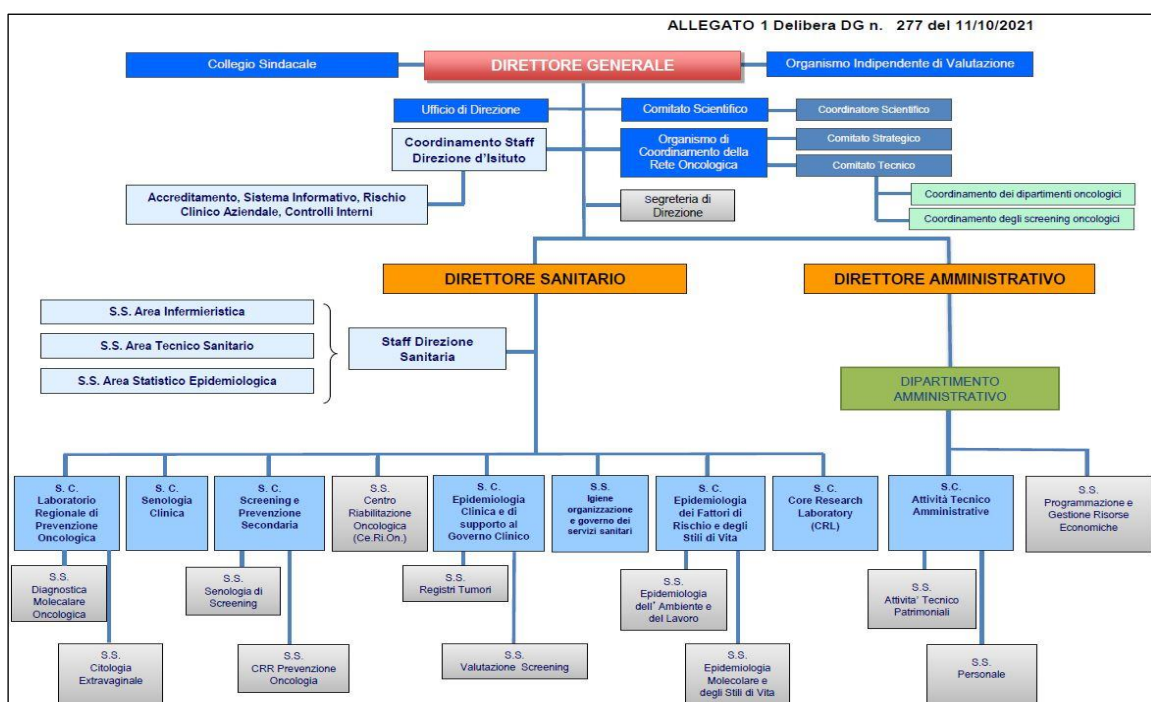 ALLEGATO 1 Delibera DG n. 277 del 11/10/2021
Collegio Sindacale
DIRETTORE GENERALE
Organismo Indipendente di Valutazione
Ufficio di Direzione
Comitato Scientifico
Coordinatore Scientifico
Coordinamento Staff
Direzione d'Isituto
Organismo di
Coordinamento della
Rete Oncologica
Comitato Strategico
Comitato Tecnico
Accreditamento, Sistema Informativo, Rischio
Clinico Aziendale, Controlli Interni
Segreteria di
Direzione
Coordinamento dei dipartimenti oncologici
Coordinamento degli screening oncologici
DIRETTORE SANITARIO
DIRETTORE AMMINISTRATIVO
S.S. Area Infermieristica
S.S. Area Tecnico Sanitario
S.S. Area Statistico Epidemiologica
Staff Direzione
Sanitaria
DIPARTIMENTO
AMMINISTRATIVO
S. C.
Laboratorio
Regionale di
Prevenzione
Oncologica
S. C.
Senologia
Clinica
S. C.
Screening e
Prevenzione
Secondaria
S.S.
Centro
Riabilitazione
Oncologica
(Ce.Ri.On.)
S. C.
Epidemiologia
Clinica e di
supporto al
Governo Clinico
S.S.
Igiene
organizzazione
e governo dei
servizi sanitari
S. C.
Epidemiologia
dei Fattori di
Rischio e degli
Stili di Vita
S. C.
Core Research
Laboratory
(CRL)
S.C.
Attività Tecnico
Amministrative
S.S.
Programmazione e
Gestione Risorse
Economiche
S.S.
Diagnostica
Molecalare
Oncologica
S.S.
Senologia di
Screening
S.S.
Registri Tumori
S.S.
Epidemiologia
dell' Ambiente e
del Lavoro
S.S.
Attivita' Tecnico
Patrimoniali
S.S.
Citologia
Extravaginale
S.S.
CRR Prevenzione
Oncologia
S.S.
Valutazione Screening
S.S.
Epidemiologia
Molecolare e
degli Stili di Vita
S.S.
Personale